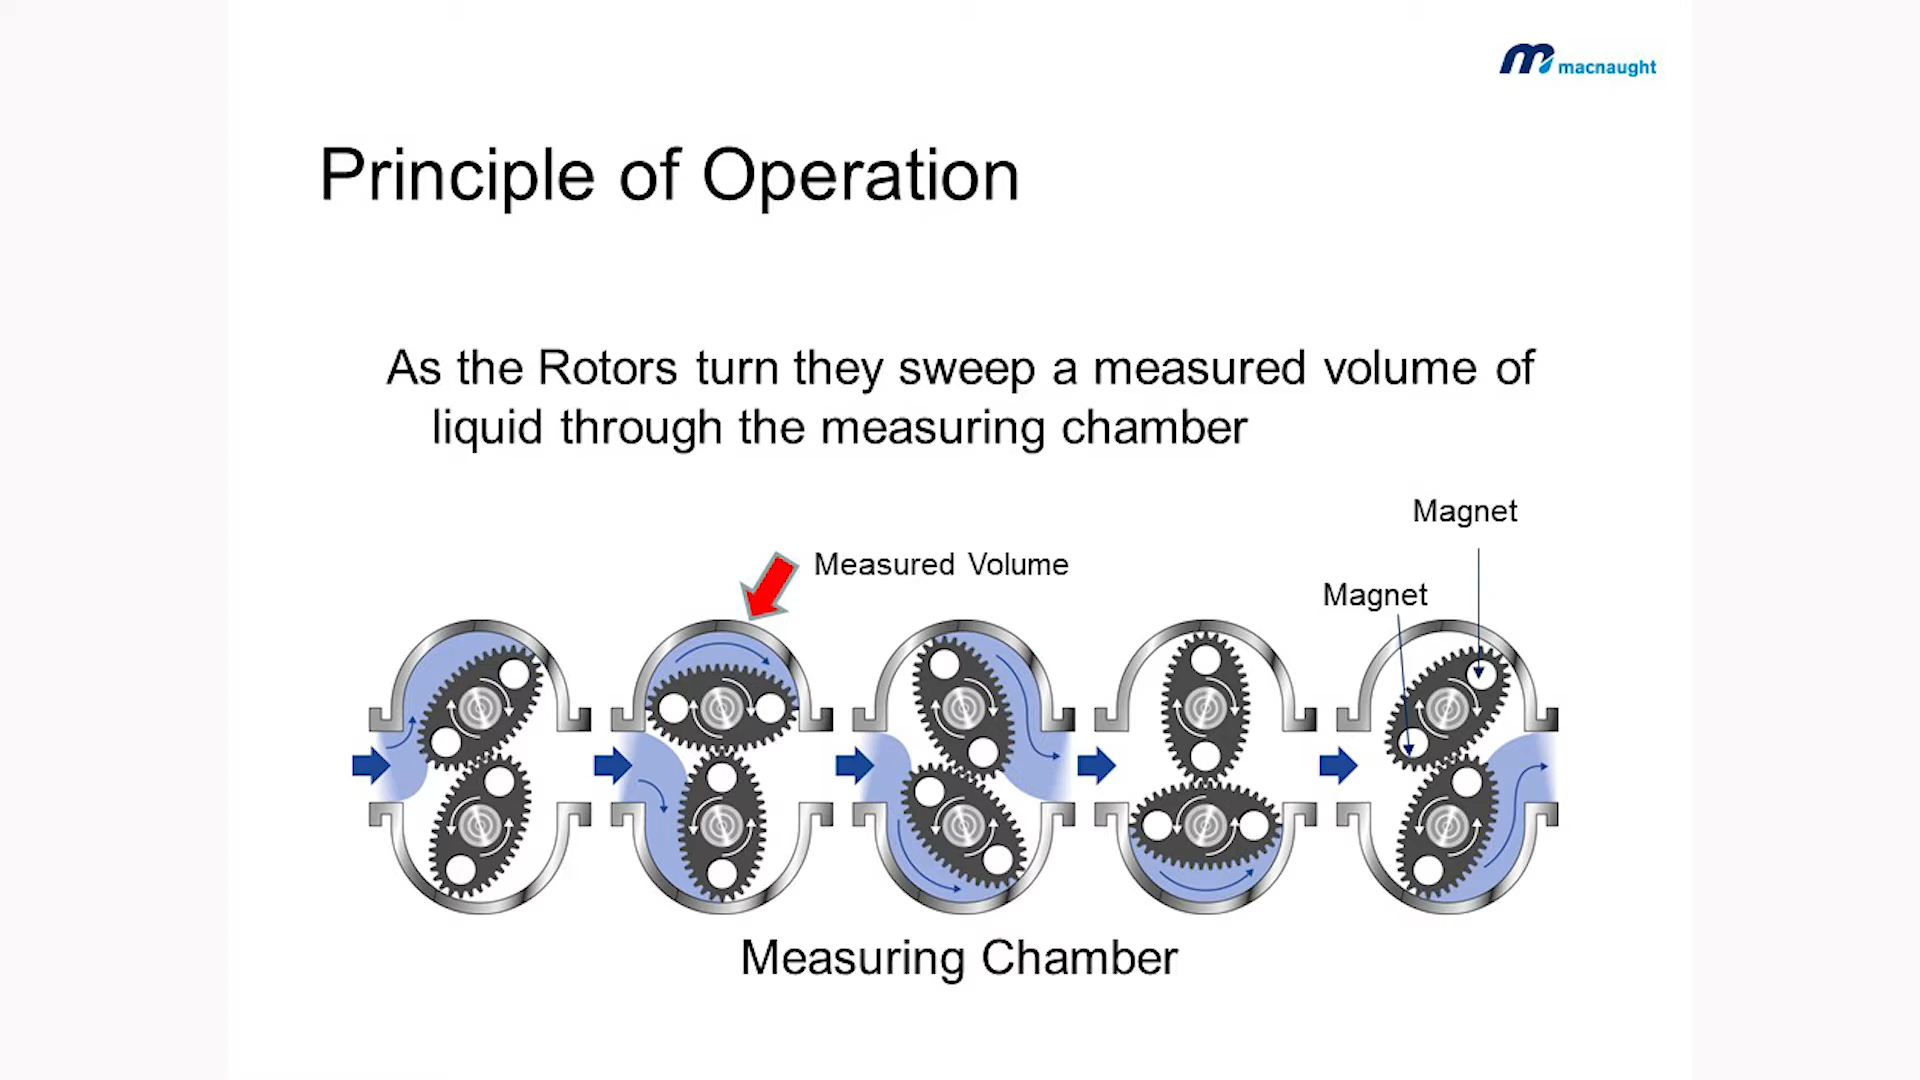 macnaught
Principle of Operation
As the Rotors turn they sweep a measured volume of
liquid through the measuring chamber
Magnet
Measured Volume
Magnet
Measuring Chamber